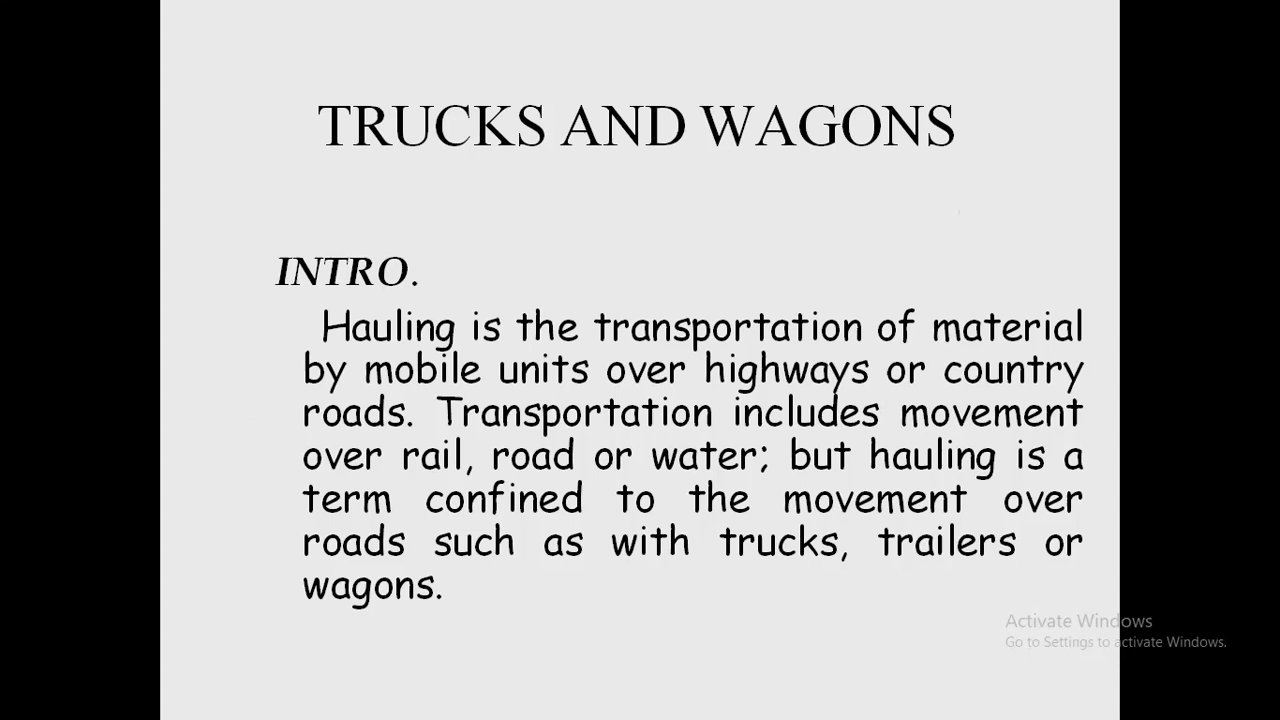 TRUCKS AND WAGONS
INTRO.
Hauling is the transportation of material
by mobile units over highways or country
roads. Transportation includes movement
over rail, road or water; but hauling is a
term confined to the movement over
roads such as with trucks, trailers or
wagons.
Activate Windows
Go to Settings to activate Windows.